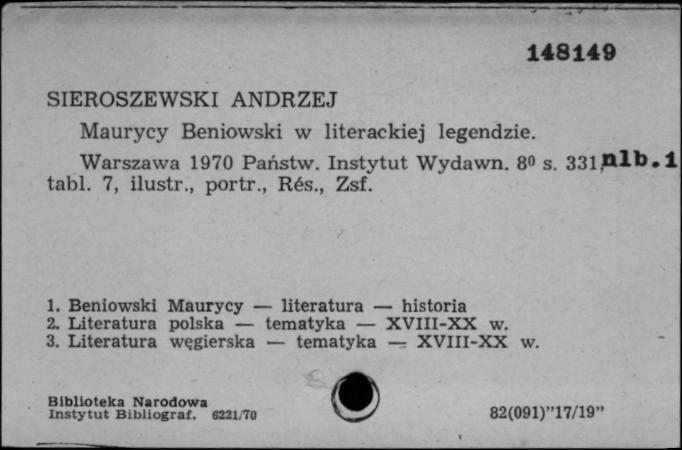 148149
SIEROSZEWSKI ANDRZEJ
Maurycy Beniowski w literackiej legendzie.
Warszawa 1970 Państw. Instytut Wydawn. 8⁰ s. 331, nlb.1
tabl. 7, ilustr., portr., Rés., Zsf.
1. Beniowski Maurycy — literatura — historia
2. Literatura polska — tematyka — XVIII-XX w.
3. Literatura węgierska — tematyka — XVIII-XX w.
Biblioteka Narodowa
Instytut Bibliograf. 6221/70
82(091)"17/19"